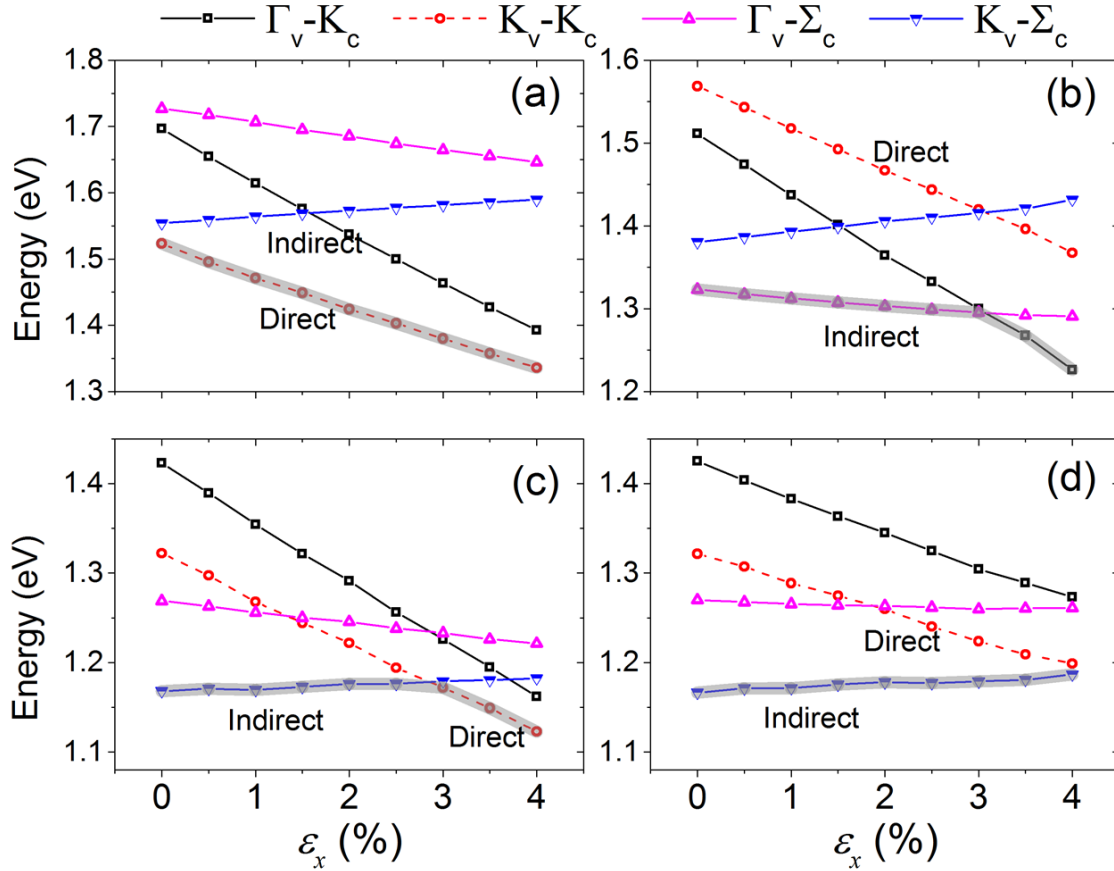 Γv-Kc Kv-Kc Γv-Σc Kv-Σc
(a)
1.8
1.7
1.6
1.5
1.4
1.3
Energy (eV)
Indirect
Direct
(b)
1.6
1.5
1.4
1.3
1.2
Direct
Indirect
(c)
1.4
1.3
1.2
1.1
Energy (eV)
Indirect
Direct
0 1 2 3 4
εx (%)
(d)
1.4
1.3
1.2
1.1
Direct
Indirect
0 1 2 3 4
εx (%)